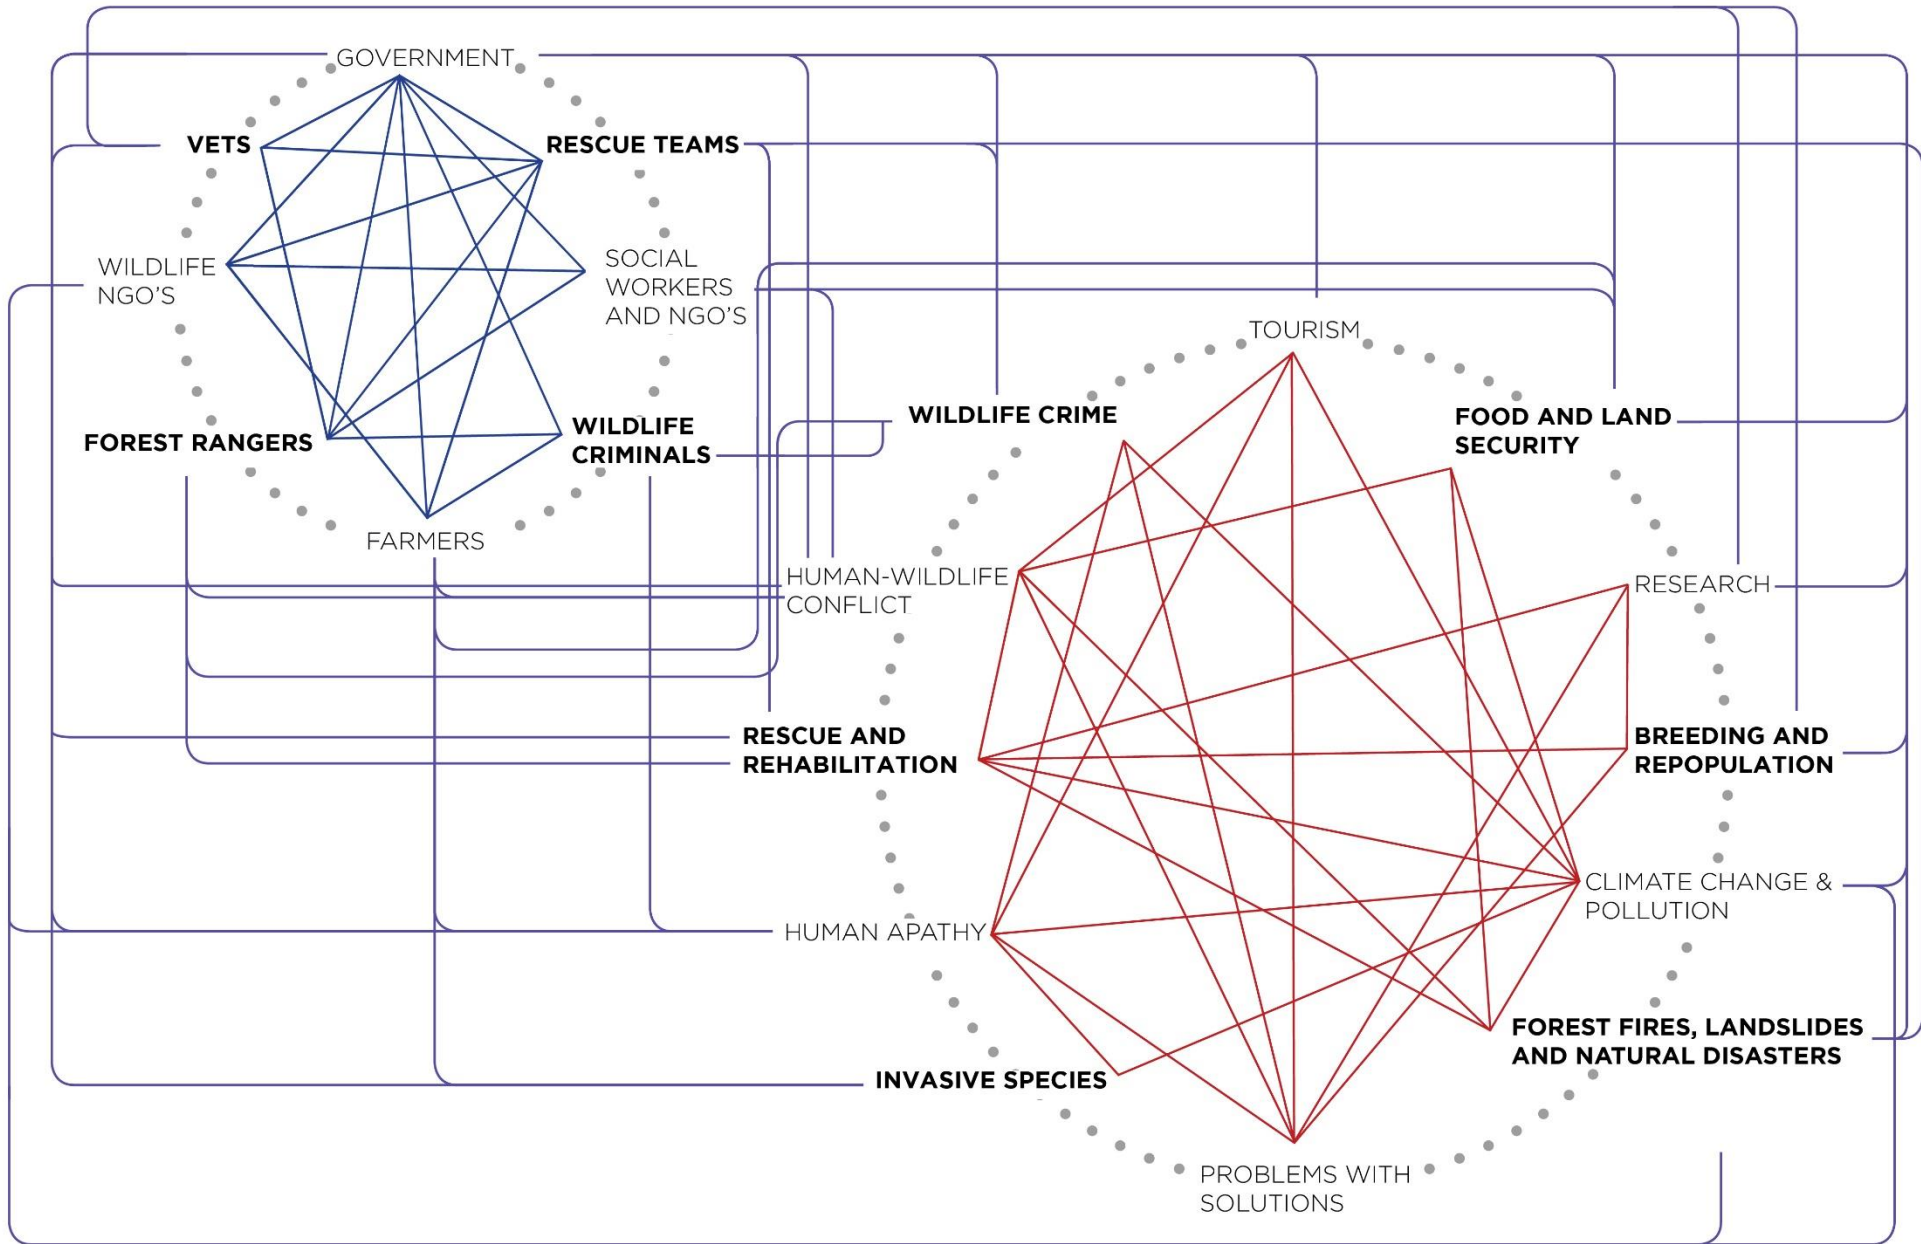 GOVERNMENT
VETS
RESCUE TEAMS
WILDLIFE
NGO'S
SOCIAL
WORKERS
AND NGO'S
FOREST RANGERS
WILDLIFE
CRIMINALS
FARMERS
TOURISM
WILDLIFE CRIME
FOOD AND LAND
SECURITY
HUMAN-WILDLIFE
CONFLICT
RESEARCH
RESCUE AND
REHABILITATION
BREEDING AND
REPOPULATION
HUMAN APATHY
CLIMATE CHANGE &
POLLUTION
INVASIVE SPECIES
FOREST FIRES, LANDSLIDES
AND NATURAL DISASTERS
PROBLEMS WITH
SOLUTIONS